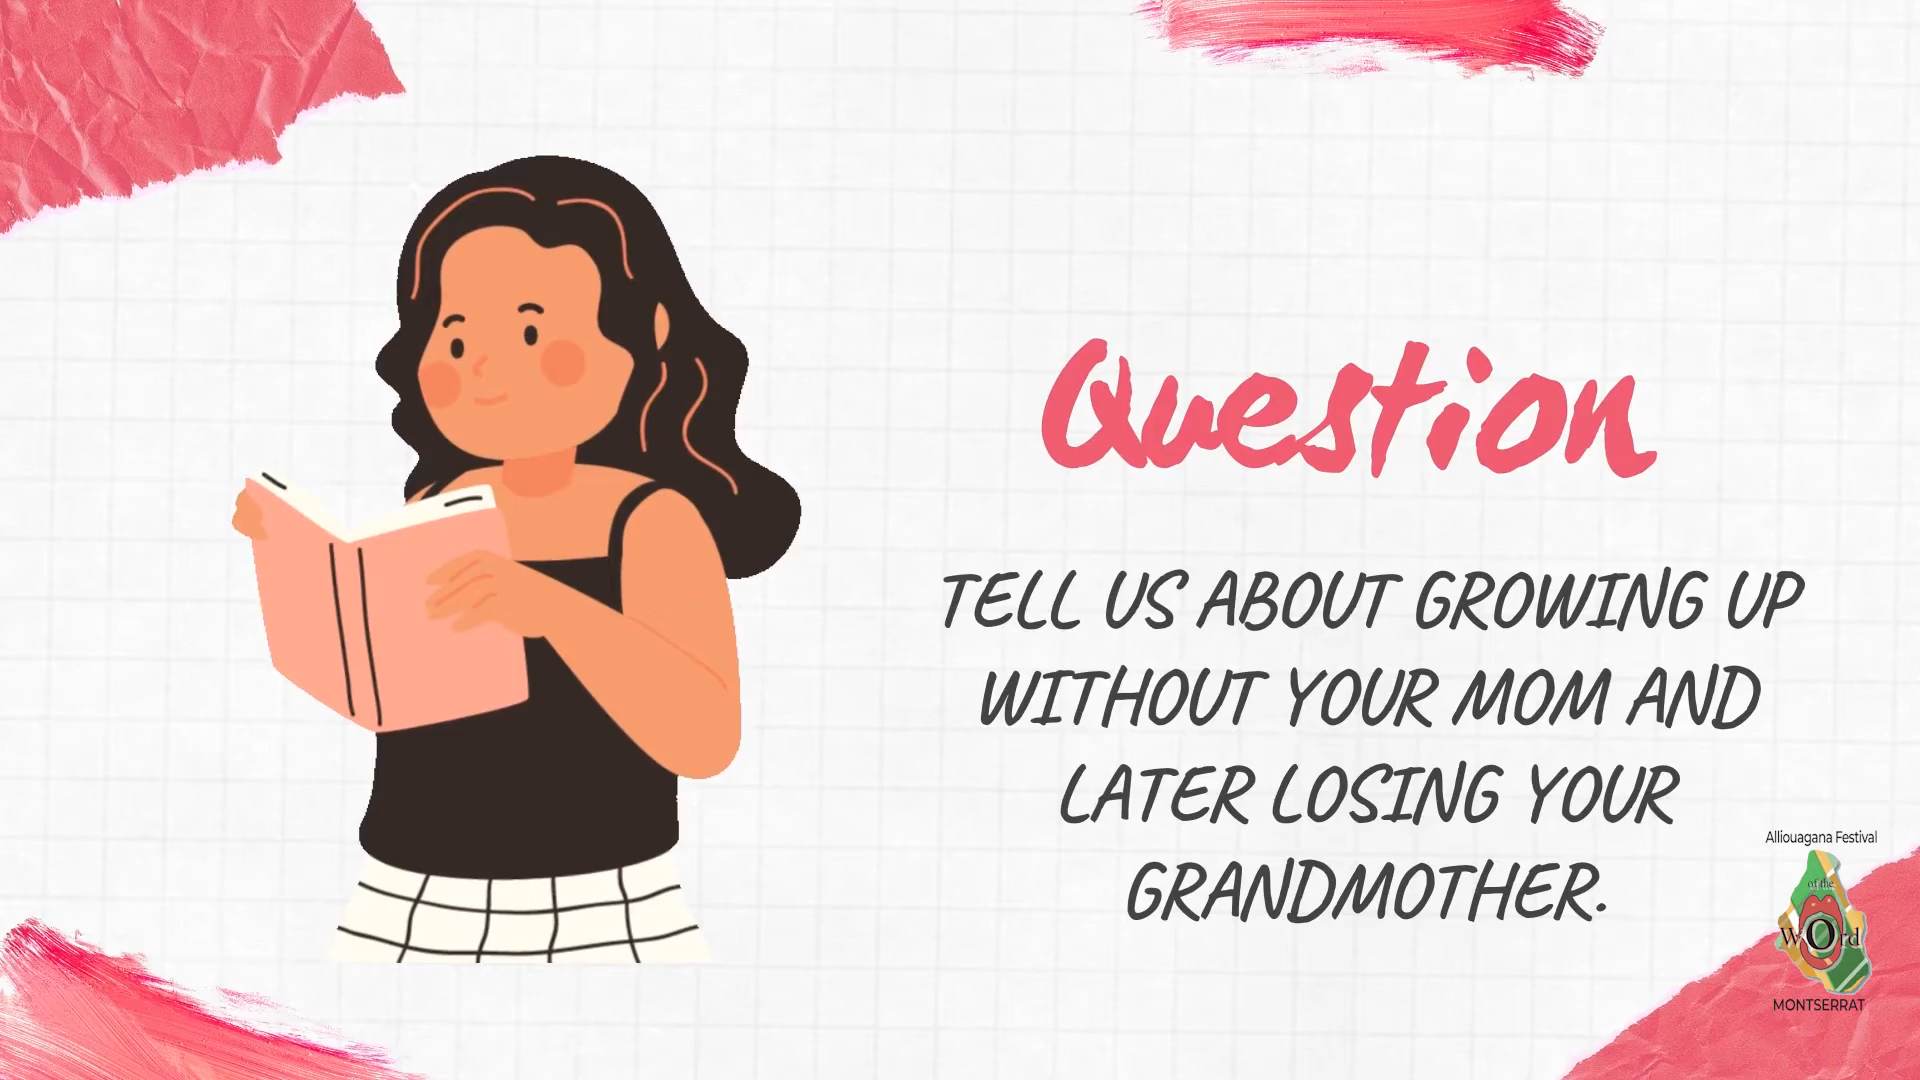 Question
TELL US ABOUT GROWING UP
WITHOUT YOUR MOM AND
LATER LOSING YOUR
GRANDMOTHER.
Alliouagana Festival
of the
WOrd
MONTSERRAT